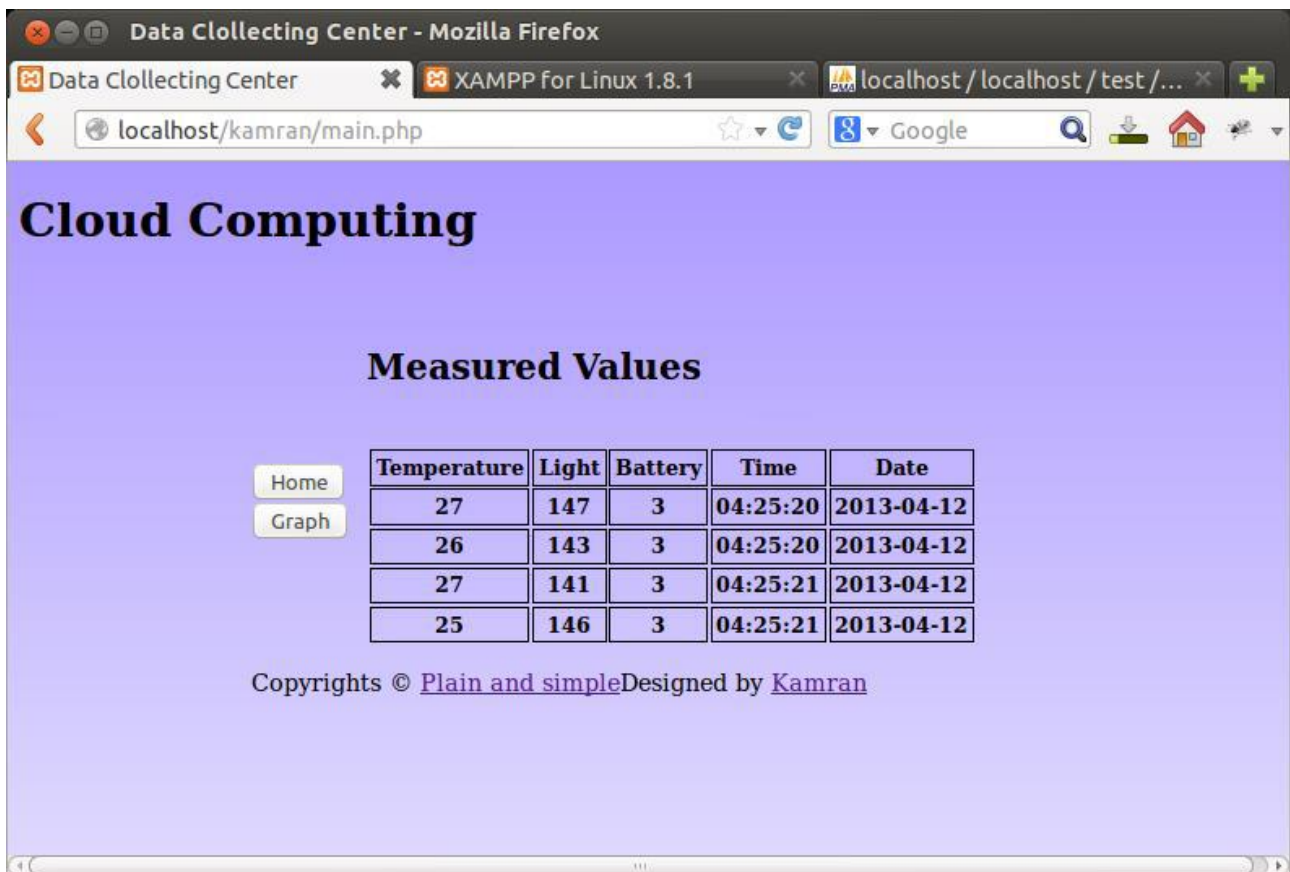 Data Clollecting Center - Mozilla Firefox
Data Clollecting Center XAMPP for Linux 1.8.1 localhost / localhost / test /...
localhost/kamran/main.php Google
Cloud Computing
Measured Values
Home
Graph
Temperature Light Battery Time Date
27 147 3 04:25:20 2013-04-12
26 143 3 04:25:20 2013-04-12
27 141 3 04:25:21 2013-04-12
25 146 3 04:25:21 2013-04-12
Copyrights © Plain and simpleDesigned by Kamran